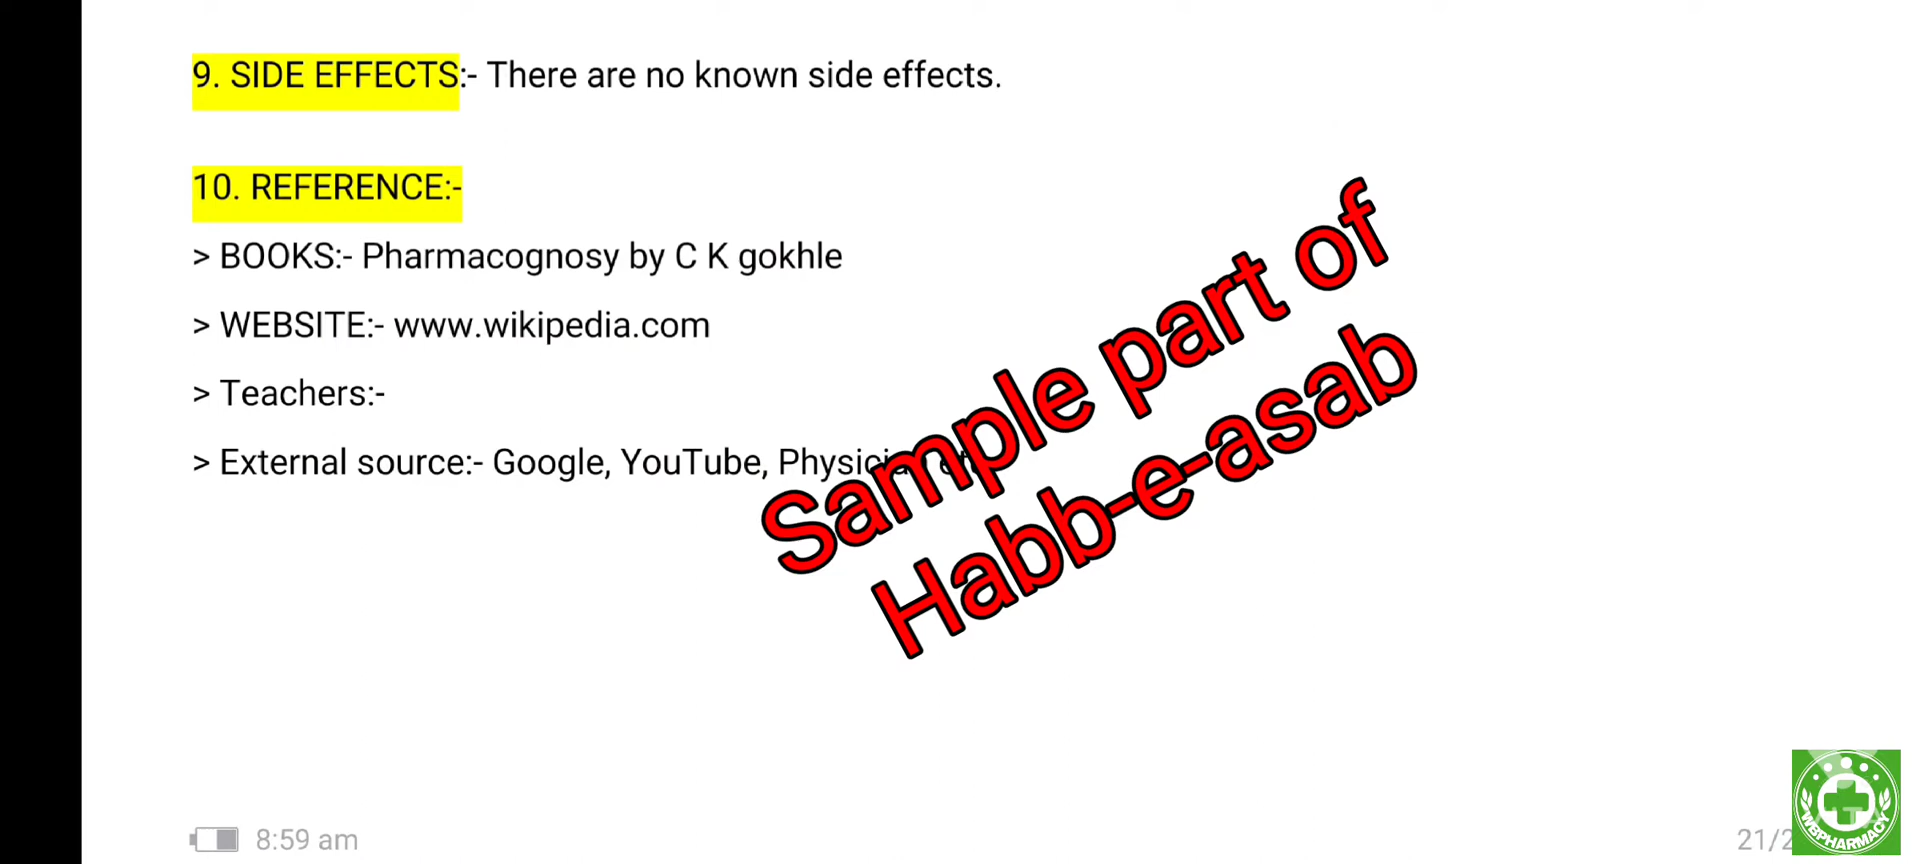 9. SIDE EFFECTS:- There are no known side effects.
10. REFERENCE:-
> BOOKS:- Pharmacognosy by C K gokhle
> WEBSITE:- www.wikipedia.com
> Teachers:-
> External source:- Google, YouTube,
Sample part of
Habb-e-asab
8:59 am
WBPHARMACY